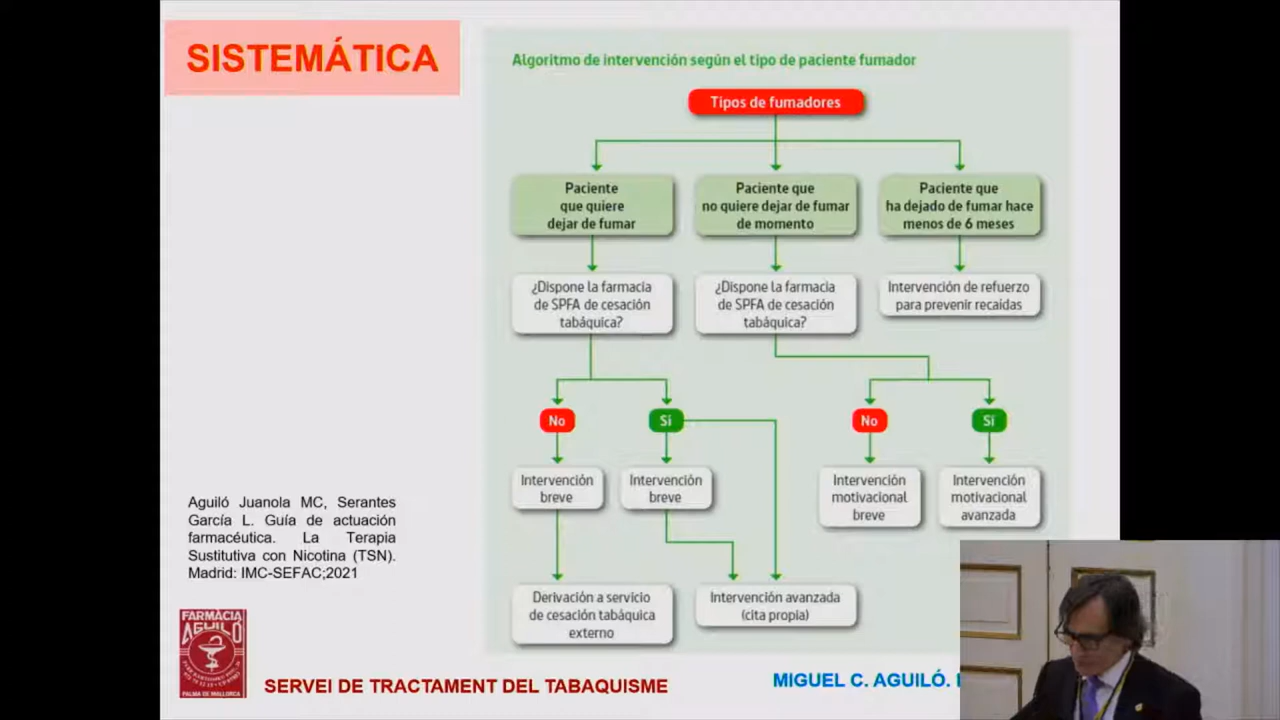 SISTEMÁTICA
Algoritmo de intervención según el tipo de paciente fumador
Tipos de fumadores
Paciente
que quiere
dejar de fumar
Paciente que
no quiere dejar de fumar
de momento
Paciente que
ha dejado de fumar hace
menos de 6 meses
¿Dispone la farmacia
de SPFA de cesación
tabáquica?
¿Dispone la farmacia
de SPFA de cesación
tabáquica?
Intervención de refuerzo
para prevenir recaidas
No
Sí
No
Sí
Intervención
breve
Intervención
breve
Intervención
motivacional
breve
Intervención
motivacional
avanzada
Derivación a servicio
de cesación tabáquica
externo
Intervención avanzada
(cita propia)
Aguiló Juanola MC, Serantes
García L. Guía de actuación
farmacéutica. La Terapia
Sustitutiva con Nicotina (TSN).
Madrid: IMC-SEFAC;2021
FARMÀCIA
AGUILÓ
PALMA DE MALLORCA
SERVEI DE TRACTAMENT DEL TABAQUISME
MIGUEL C. AGUILÓ.